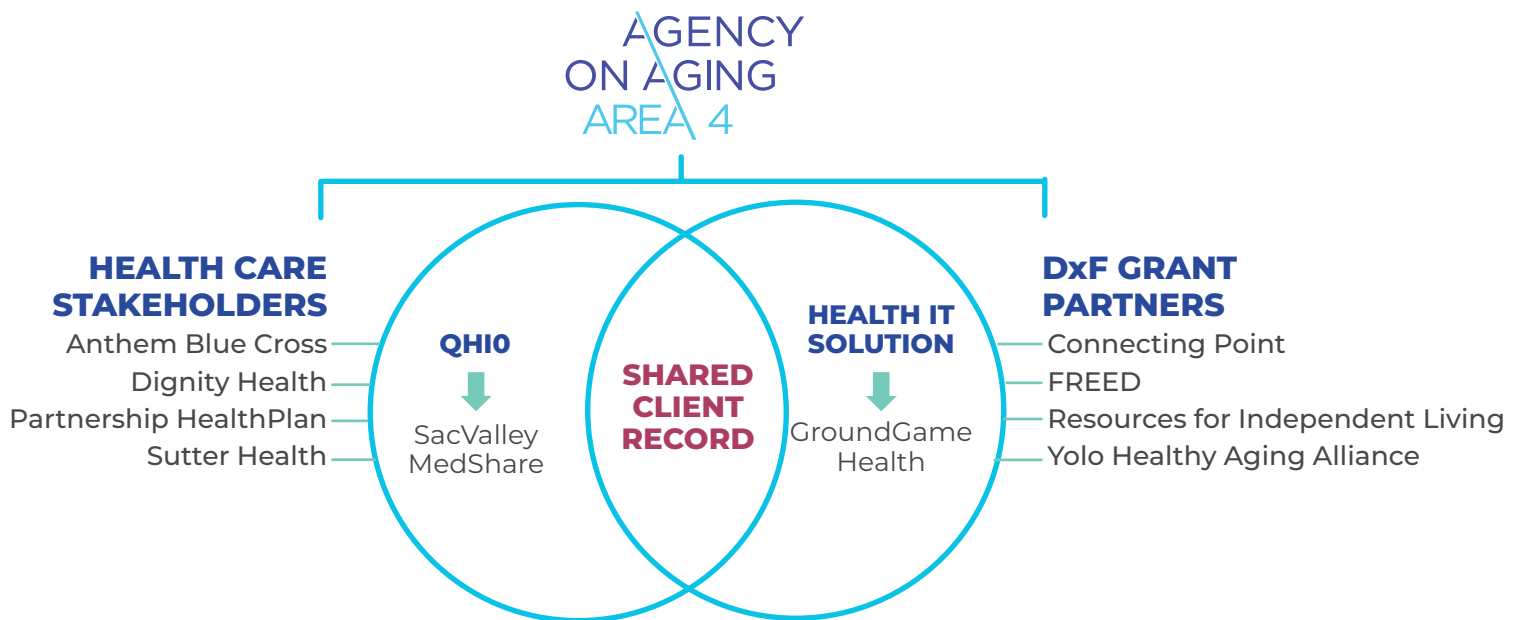 AGENCY
ON AGING
AREA 4
HEALTH CARE
STAKEHOLDERS
Anthem Blue Cross
Dignity Health
Partnership HealthPlan
Sutter Health
QHI0
SacValley
MedShare
SHARED
CLIENT
RECORD
HEALTH IT
SOLUTION
GroundGame
Health
DxF GRANT
PARTNERS
Connecting Point
FREED
Resources for Independent Living
Yolo Healthy Aging Alliance